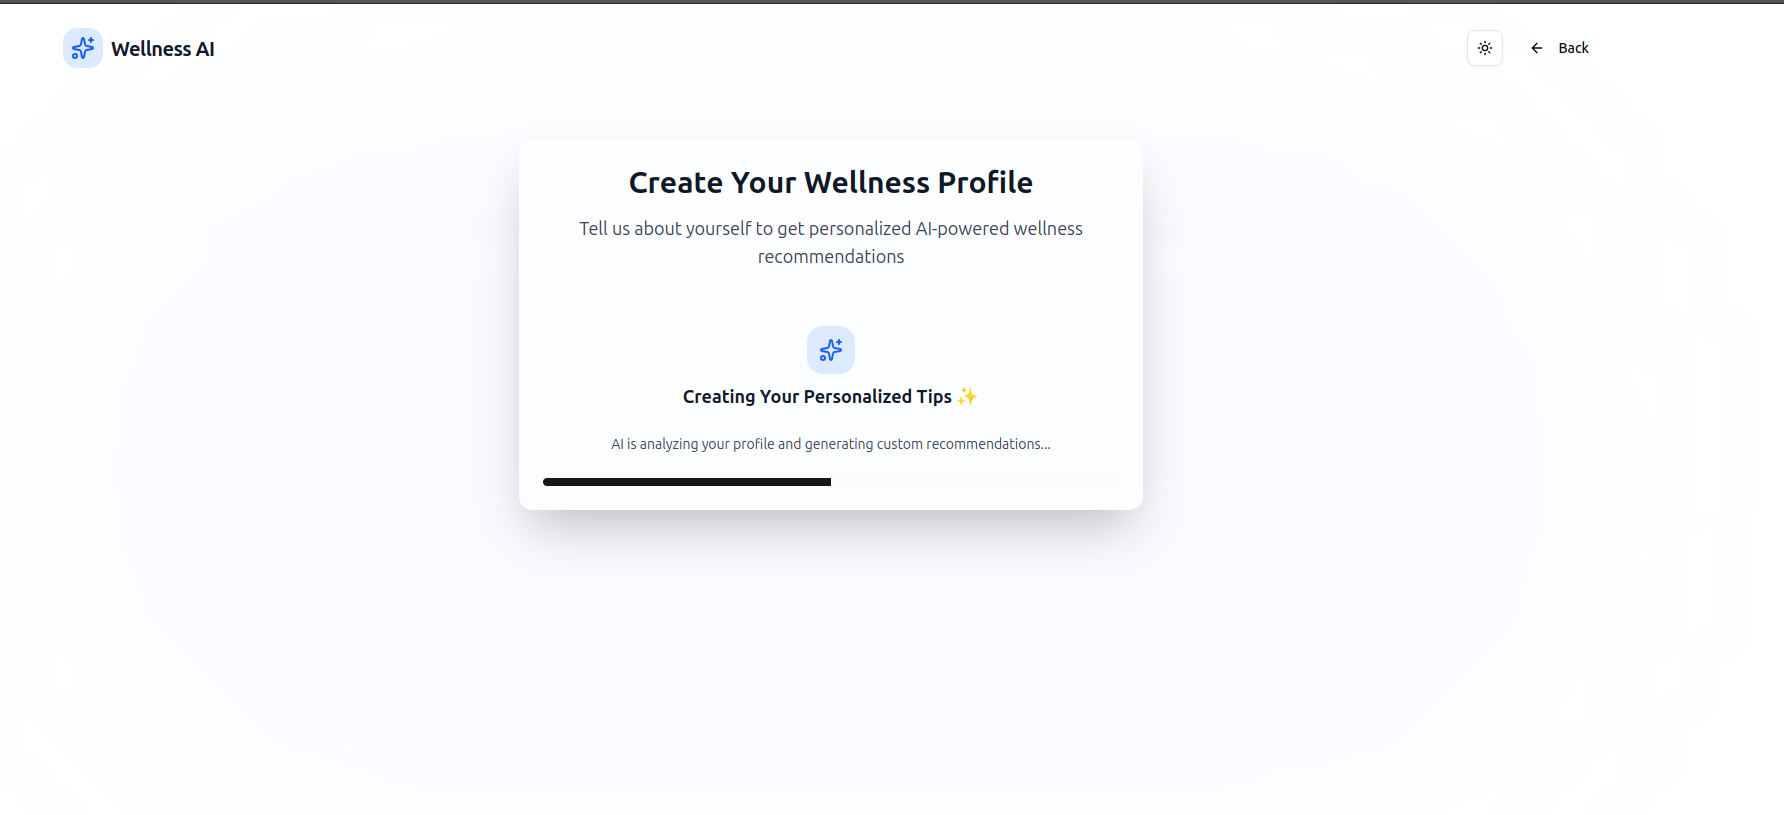 Wellness AI
Back
Create Your Wellness Profile
Tell us about yourself to get personalized AI-powered wellness
recommendations
Creating Your Personalized Tips ✨
AI is analyzing your profile and generating custom recommendations...